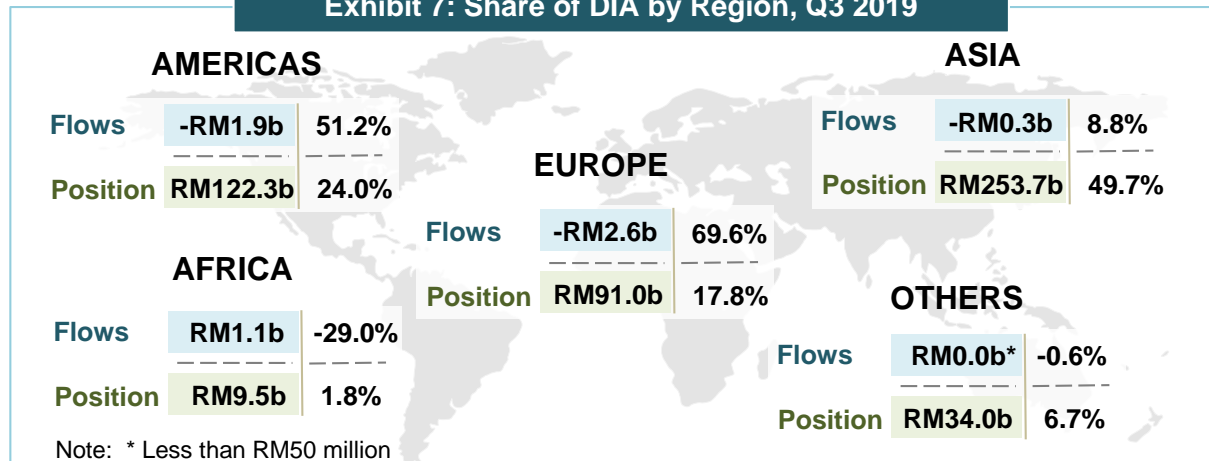 Exhibit 7: Share of DIA by Region, Q3 2019
AMERICAS
Flows -RM1.9b 51.2%
Position RM122.3b 24.0%
ASIA
Flows -RM0.3b 8.8%
Position RM253.7b 49.7%
EUROPE
Flows -RM2.6b 69.6%
Position RM91.0b 17.8%
AFRICA
Flows RM1.1b -29.0%
Position RM9.5b 1.8%
OTHERS
Flows RM0.0b* -0.6%
Position RM34.0b 6.7%
Note: * Less than RM50 million